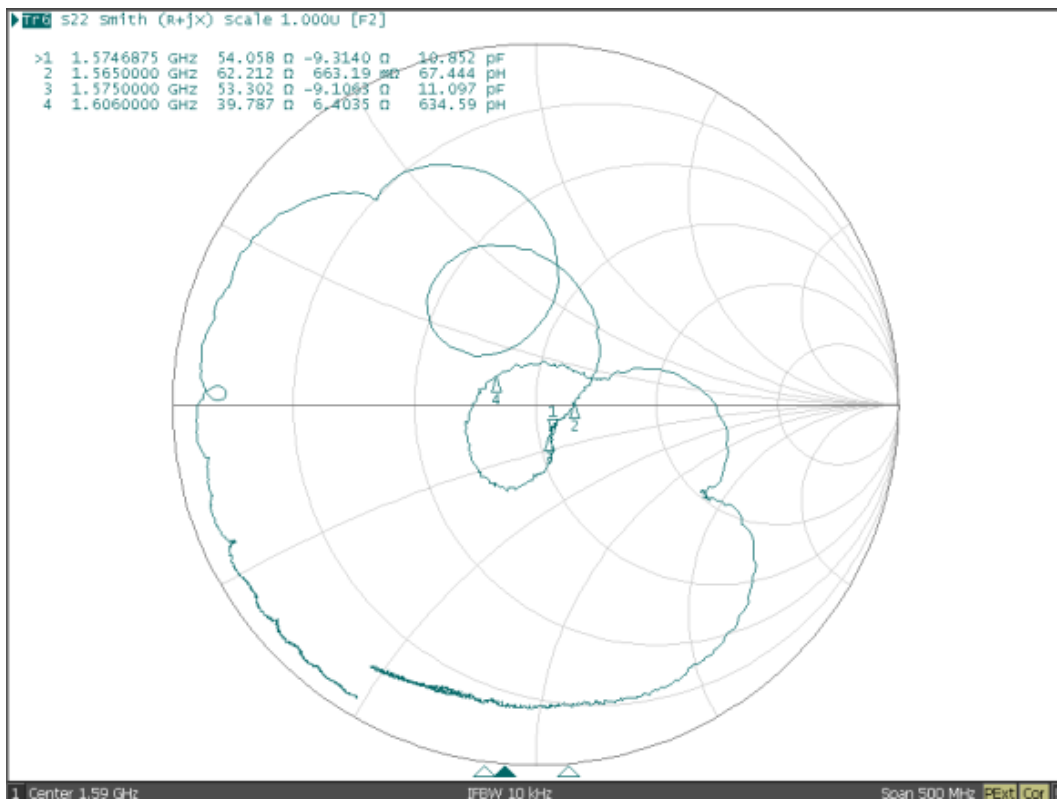 Tr6 S22 Smith (R+jX) Scale 1.000U [F2]
>1 1.5746875 GHz 54.058 Ω -9.3140 Ω 10.852 pF
2 1.5650000 GHz 62.212 Ω 663.19 mΩ 67.444 pH
3 1.5750000 GHz 53.302 Ω -9.1063 Ω 11.097 pF
4 1.6060000 GHz 39.787 Ω 6.4035 Ω 634.59 pH
4
1
2
1 Center 1.59 GHz IFBW 10 kHz Span 500 MHz PExt Cor